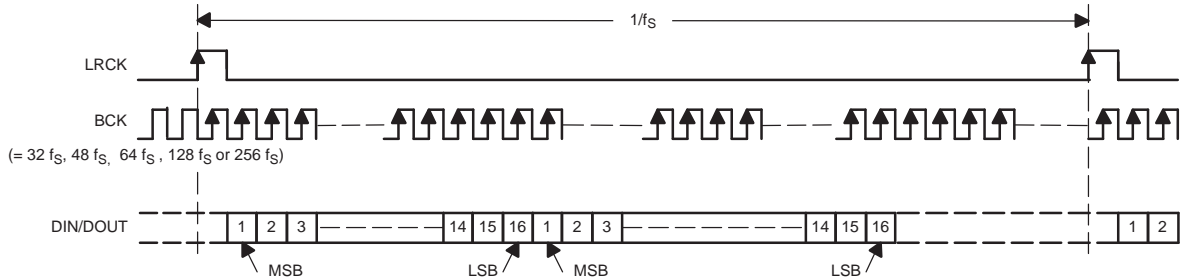 1/fS
LRCK
BCK
(= 32 fS, 48 fS, 64 fS , 128 fS or 256 fS)
DIN/DOUT 1 2 3 14 15 16 1 2 3 14 15 16 1 2
MSB LSB MSB LSB